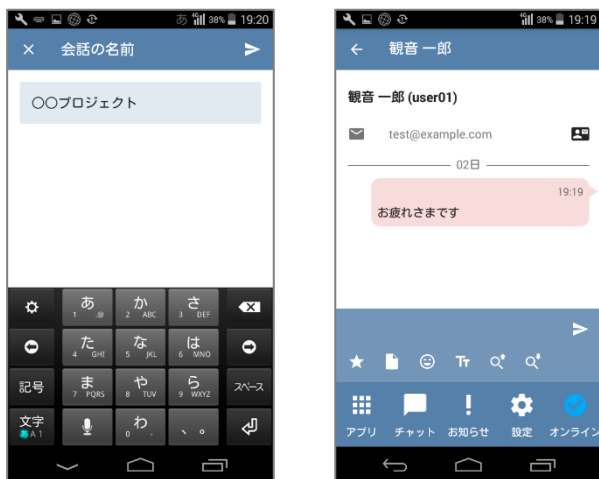 あ 4G 38% 19:20
× 会話の名前
○○プロジェクト
あ 1 .@
か 2 ABC
さ 3 DEF
た 4 GHI
な 5 JKL
は 6 MNO
記号
ま 7 PQRS
や 8 TUV
ら 9 WXYZ
スペース
文字 あA1
わ 0 .
、。
4G 38% 19:19
観音 一郎
観音 一郎 (user01)
test@example.com
02日
19:19
お疲れさまです
Tт
アプリ チャット お知らせ 設定 オンライン